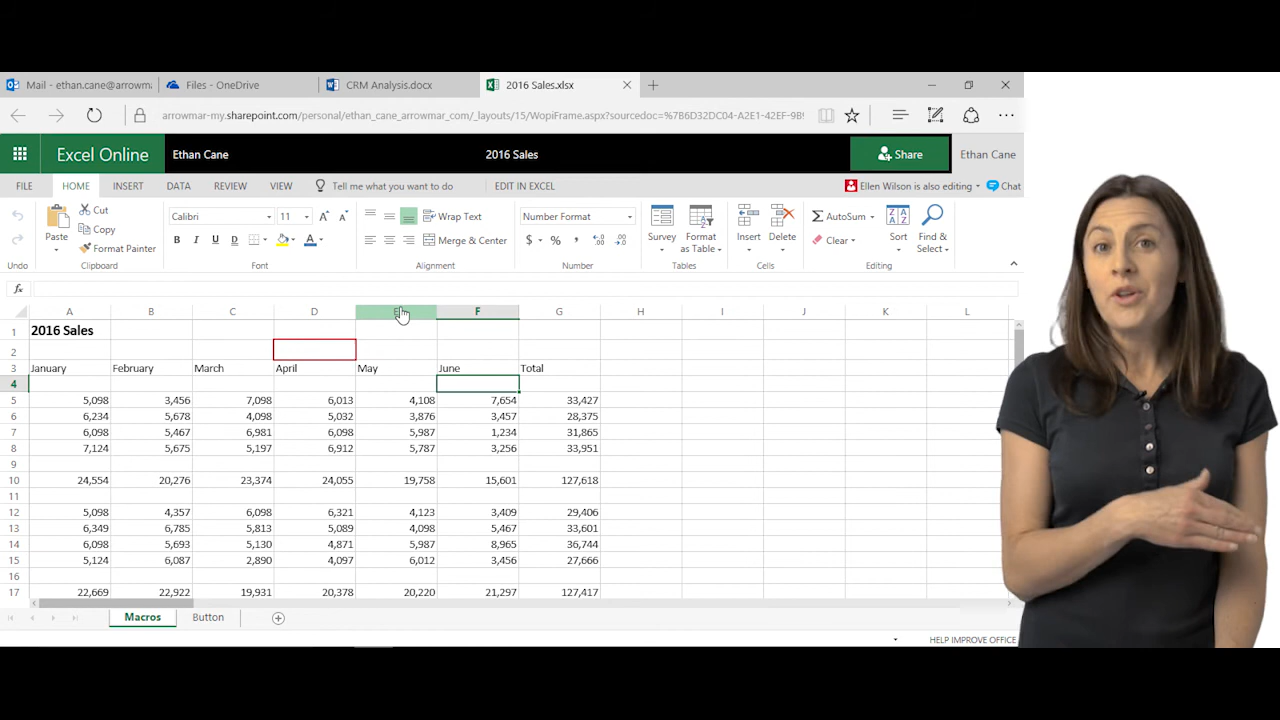 Mail - ethan.cane@arrowmar Files - OneDrive CRM Analysis.docx 2016 Sales.xlsx
arrowmar-my.sharepoint.com/personal/ethan_cane_arrowmar_com/_layouts/15/WopiFrame.aspx?sourcedoc=%7B6D32DC04-A2E1-42EF-9B
Excel Online Ethan Cane 2016 Sales Share Ethan Cane
FILE HOME INSERT DATA REVIEW VIEW Tell me what you want to do EDIT IN EXCEL Ellen Wilson is also editing Chat
Cut
Copy
Format Painter
Paste
Undo Clipboard
Calibri 11
B I U D A
Font
Wrap Text
Merge & Center
Alignment
Number Format
$ % , .00 .00
Number
Survey Format as Table
Tables
Insert Delete
Cells
AutoSum
Clear
Sort Find & Select
Editing
fx
A B C D E F G H I J K L
1 2016 Sales
2
3 January February March April May June Total
4
5 5,098 3,456 7,098 6,013 4,108 7,654 33,427
6 6,234 5,678 4,098 5,032 3,876 3,457 28,375
7 6,098 5,467 6,981 6,098 5,987 1,234 31,865
8 7,124 5,675 5,197 6,912 5,787 3,256 33,951
9
10 24,554 20,276 23,374 24,055 19,758 15,601 127,618
11
12 5,098 4,357 6,098 6,321 4,123 3,409 29,406
13 6,349 6,785 5,813 5,089 4,098 5,467 33,601
14 6,098 5,693 5,130 4,871 5,987 8,965 36,744
15 5,124 6,087 2,890 4,097 6,012 3,456 27,666
16
17 22,669 22,922 19,931 20,378 20,220 21,297 127,417
Macros Button
HELP IMPROVE OFFICE